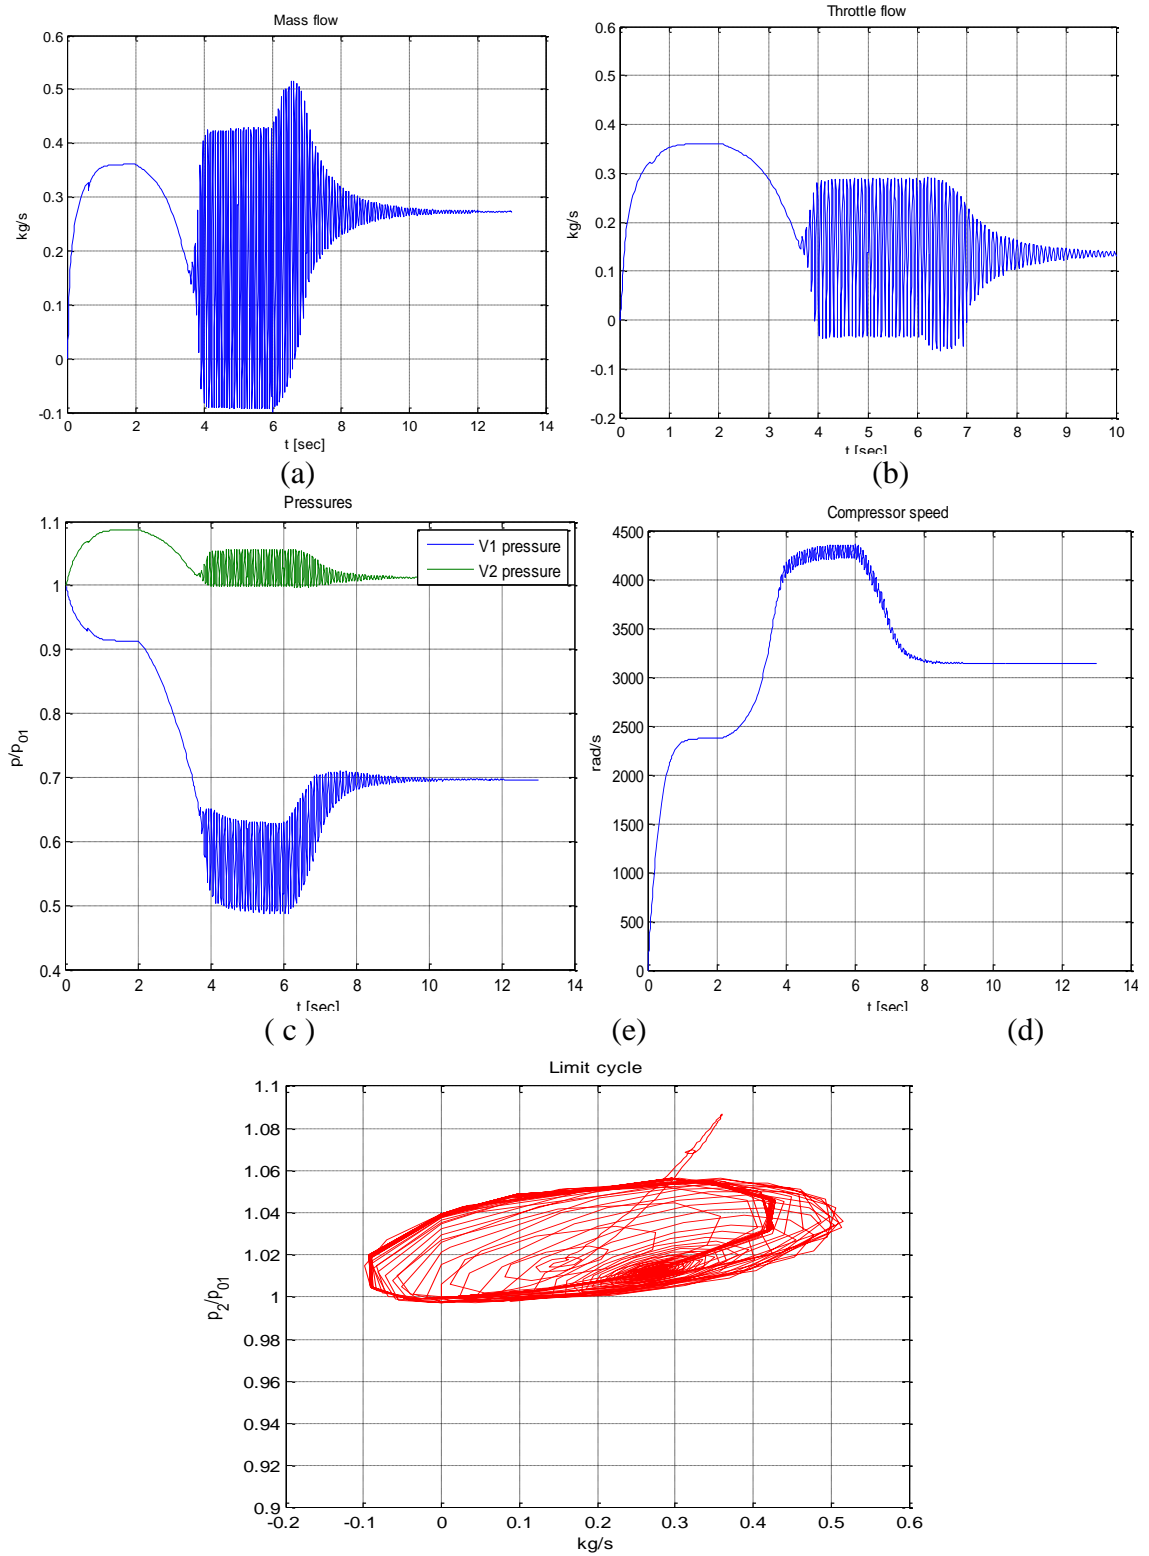 Mass flow
0.6
0.5
0.4
0.3
0.2
0.1
0
-0.1
kg/s
0 2 4 6 8 10 12 14
t [sec]
(a)
Throttle flow
0.6
0.5
0.4
0.3
0.2
0.1
0
-0.1
-0.2
kg/s
0 1 2 3 4 5 6 7 8 9 10
t [sec]
(b)
Pressures
1.1
1
0.9
0.8
0.7
0.6
0.5
0.4
p/p01
V1 pressure
V2 pressure
0 2 4 6 8 10 12 14
t [sec]
Compressor speed
4500
4000
3500
3000
2500
2000
1500
1000
500
0
rad/s
0 2 4 6 8 10 12 14
t [sec]
( c ) (e) (d)
Limit cycle
1.1
1.08
1.06
1.04
1.02
1
0.98
0.96
0.94
0.92
0.9
p2/p01
-0.2 -0.1 0 0.1 0.2 0.3 0.4 0.5 0.6
kg/s